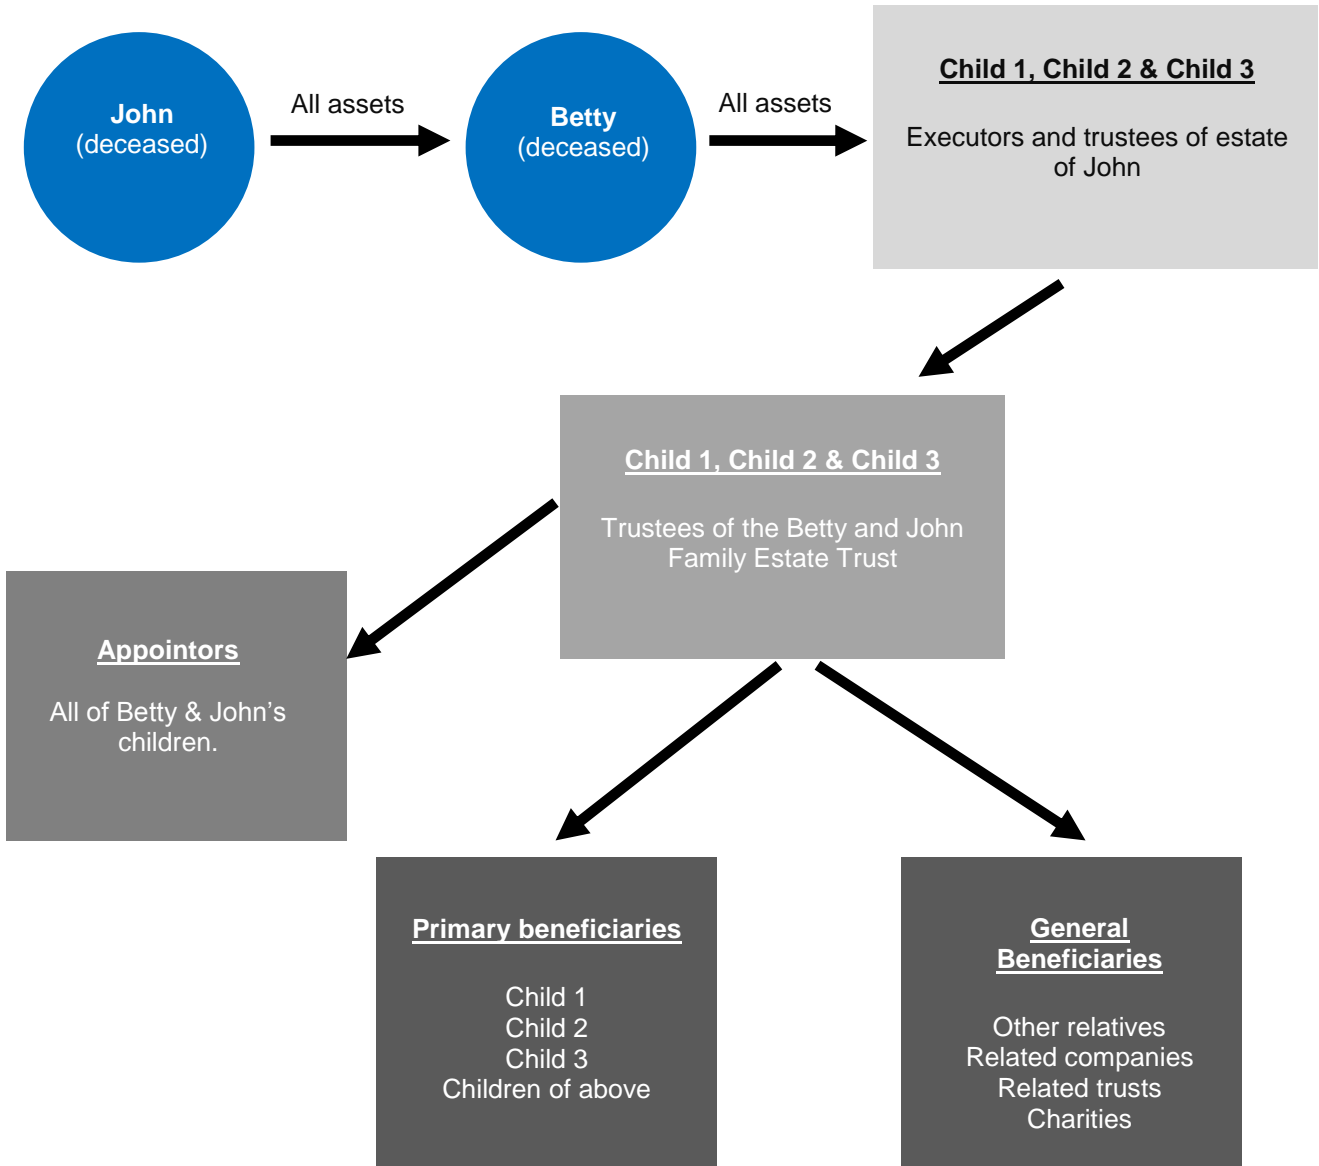 John
(deceased)
All assets
Betty
(deceased)
All assets
Child 1, Child 2 & Child 3
Executors and trustees of estate
of John
Child 1, Child 2 & Child 3
Trustees of the Betty and John
Family Estate Trust
Appointors
All of Betty & John’s
children.
Primary beneficiaries
Child 1
Child 2
Child 3
Children of above
General
Beneficiaries
Other relatives
Related companies
Related trusts
Charities